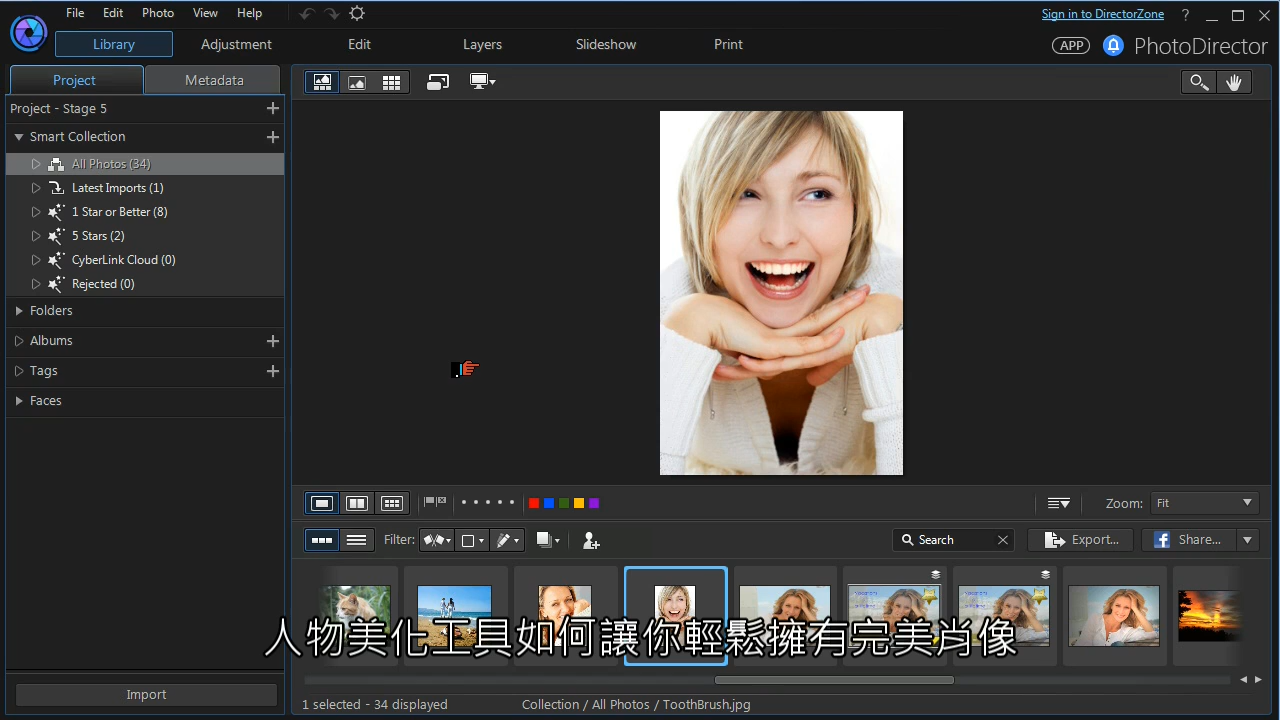 File Edit Photo View Help
Sign in to DirectorZone ?
Library Adjustment Edit Layers Slideshow Print
APP PhotoDirector
Project Metadata
Project - Stage 5
Smart Collection
All Photos (34)
Latest Imports (1)
1 Star or Better (8)
5 Stars (2)
CyberLink Cloud (0)
Rejected (0)
Folders
Albums
Tags
Faces
Zoom: Fit
Filter: Search Export... Share...
人物美化工具如何讓你輕鬆擁有完美肖像
Import
1 selected - 34 displayed Collection / All Photos / ToothBrush.jpg